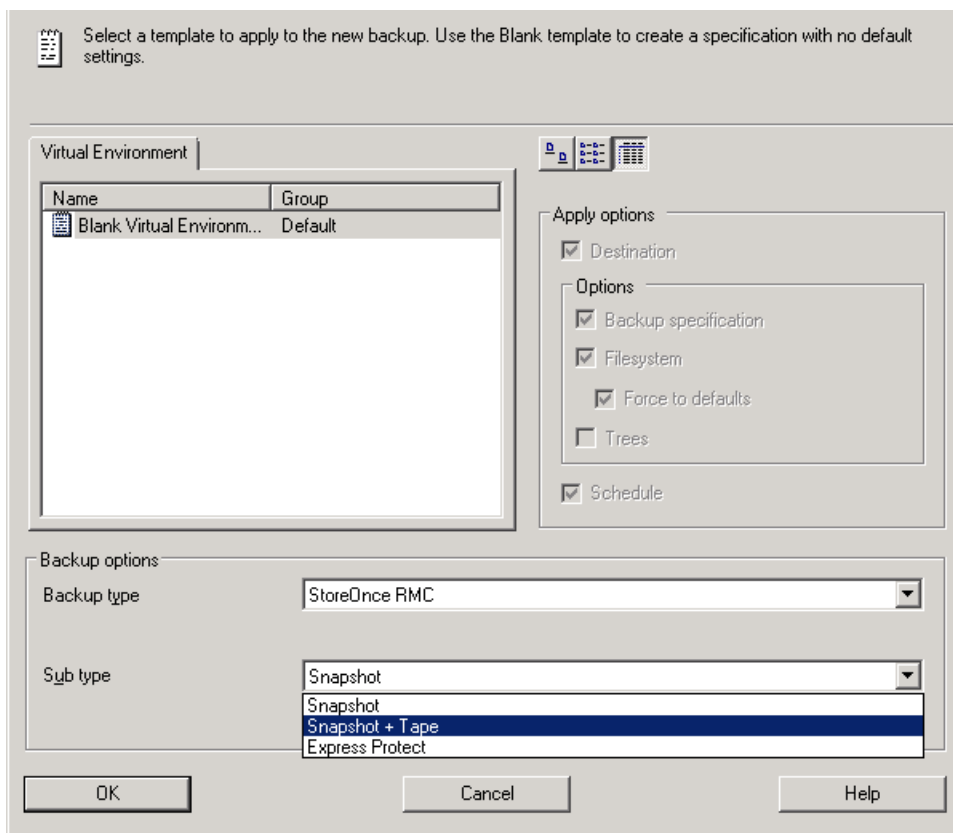 Select a template to apply to the new backup. Use the Blank template to create a specification with no default
settings.
Virtual Environment
Name Group
Blank Virtual Environm... Default
Apply options
Destination
Options
Backup specification
Filesystem
Force to defaults
Trees
Schedule
Backup options
Backup type StoreOnce RMC
Sub type Snapshot
Snapshot
Snapshot + Tape
Express Protect
OK Cancel Help